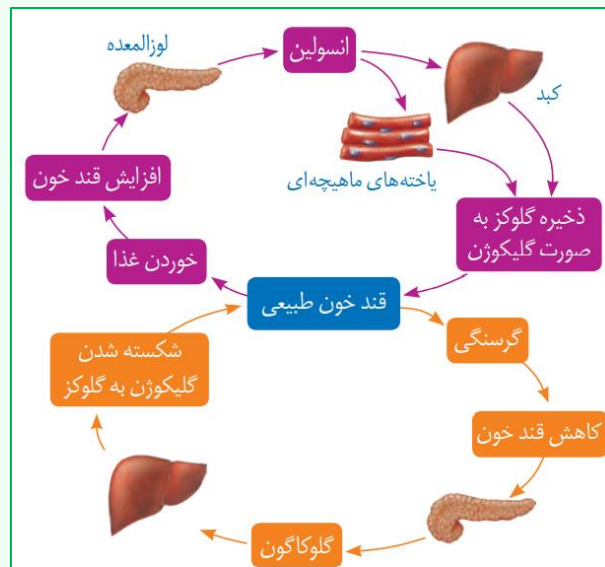 لوزالمعده
انسولین
کبد
یاخته‌های ماهیچه‌ای
افزایش قند خون
ذخیره گلوکز به
صورت گلیکوژن
خوردن غذا
قند خون طبیعی
گرسنگی
شکسته شدن
گلیکوژن به گلوکز
کاهش قند خون
گلوکاگون